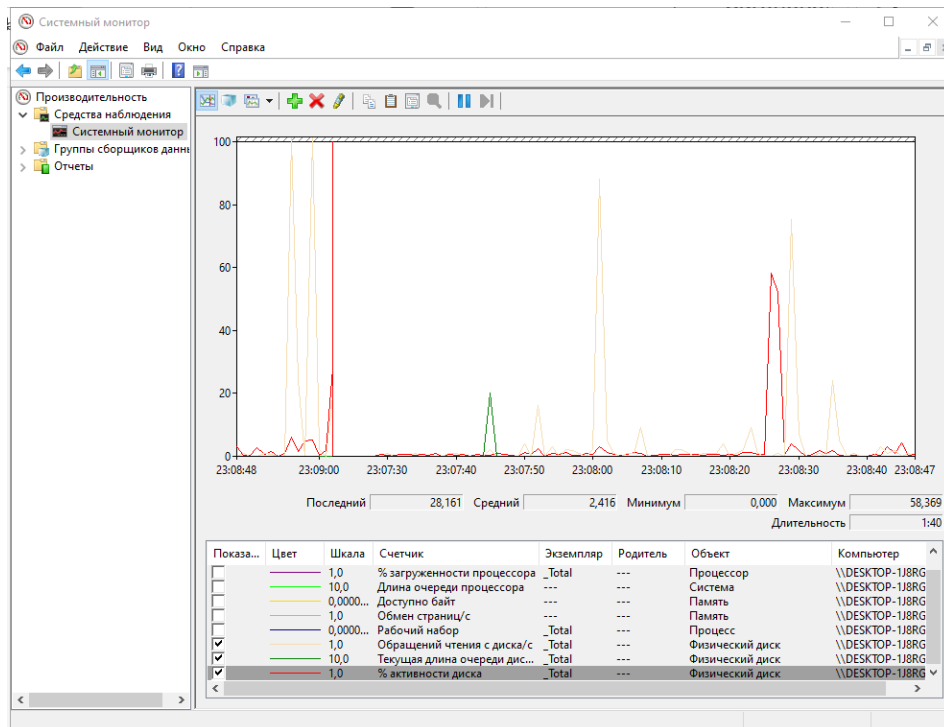 Системный монитор
Файл Действие Вид Окно Справка
Производительность
Средства наблюдения
Системный монитор
Группы сборщиков данны
Отчеты
100
80
60
40
20
0
23:08:48 23:09:00 23:07:30 23:07:40 23:07:50 23:08:00 23:08:10 23:08:20 23:08:30 23:08:40 23:08:47
Последний 28,161 Средний 2,416 Минимум 0,000 Максимум 58,369
Длительность 1:40
Показа... Цвет Шкала Счетчик Экземпляр Родитель Объект Компьютер
1,0 % загруженности процессора _Total --- Процессор \\DESKTOP-1J8RG
10,0 Длина очереди процессора --- --- Система \\DESKTOP-1J8RG
0,0000... Доступно байт --- --- Память \\DESKTOP-1J8RG
1,0 Обмен страниц/с --- --- Память \\DESKTOP-1J8RG
0,0000... Рабочий набор _Total --- Процесс \\DESKTOP-1J8RG
1,0 Обращений чтения с диска/с _Total --- Физический диск \\DESKTOP-1J8RG
10,0 Текущая длина очереди дис... _Total --- Физический диск \\DESKTOP-1J8RG
1,0 % активности диска _Total --- Физический диск \\DESKTOP-1J8RG